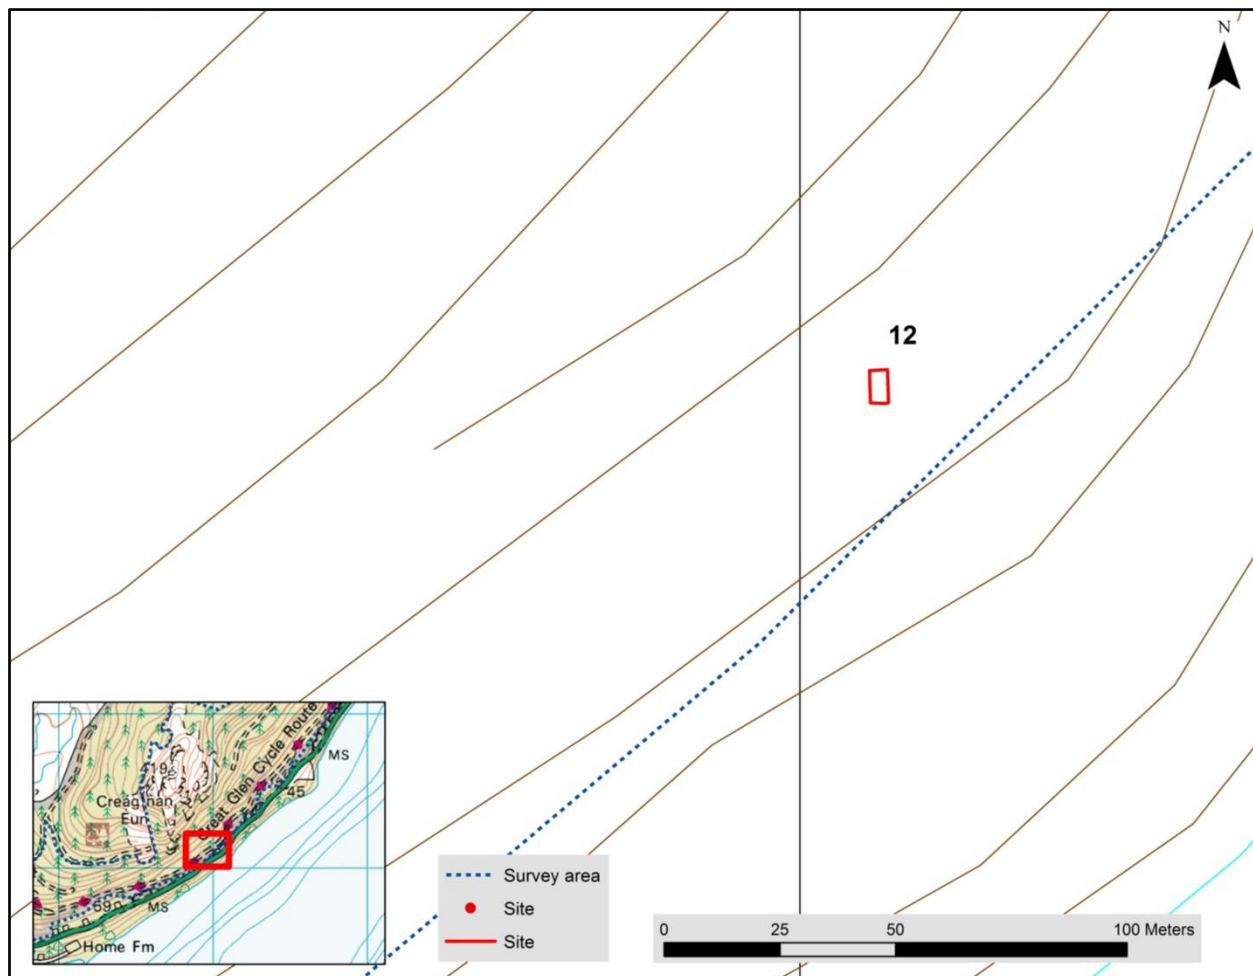 N
12
Great Glen Cycle Route
MS
19
Creag nan
Eun
45
59
MS
Home Fm
Survey area
Site
Site
0 25 50 100 Meters